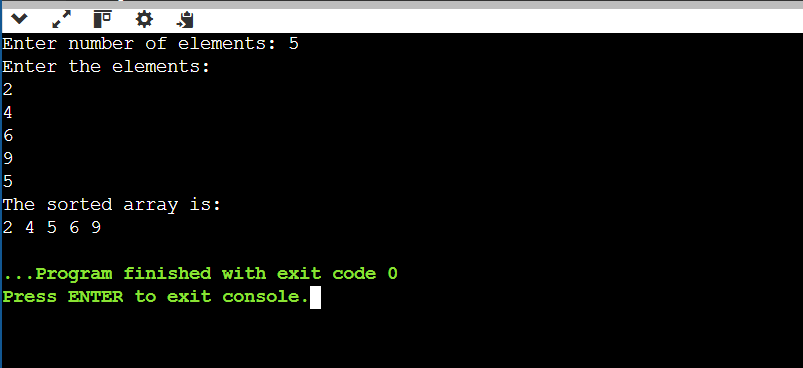 Enter number of elements: 5
Enter the elements:
2
4
6
9
5
The sorted array is:
2 4 5 6 9
...Program finished with exit code 0
Press ENTER to exit console.